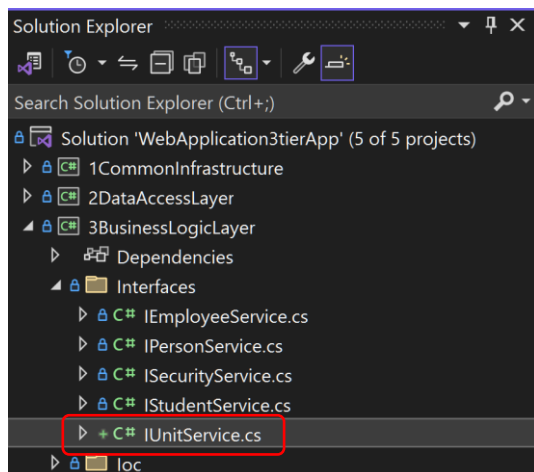 Solution Explorer
Search Solution Explorer (Ctrl+;)
Solution 'WebApplication3tierApp' (5 of 5 projects)
C# 1CommonInfrastructure
C# 2DataAccessLayer
C# 3BusinessLogicLayer
Dependencies
Interfaces
C# IEmployeeService.cs
C# IPersonService.cs
C# ISecurityService.cs
C# IStudentService.cs
+ C# IUnitService.cs
Ioc